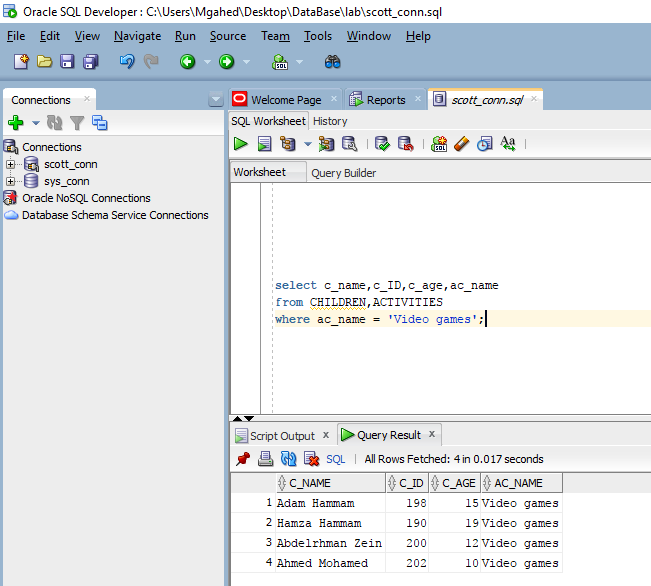 Oracle SQL Developer : C:\Users\Mgahed\Desktop\DataBase\lab\scott_conn.sql
File Edit View Navigate Run Source Team Tools Window Help
SQL
Connections
Welcome Page Reports scott_conn.sql
SQL Worksheet History
Connections
scott_conn
sys_conn
Oracle NoSQL Connections
Database Schema Service Connections
SQL Aa
Worksheet Query Builder
select c_name,c_ID,c_age,ac_name
from CHILDREN,ACTIVITIES
where ac_name = 'Video games';
Script Output x Query Result x
SQL | All Rows Fetched: 4 in 0.017 seconds
C_NAME C_ID C_AGE AC_NAME
1 Adam Hammam 198 15 Video games
2 Hamza Hammam 190 19 Video games
3 Abdelrhman Zein 200 12 Video games
4 Ahmed Mohamed 202 10 Video games